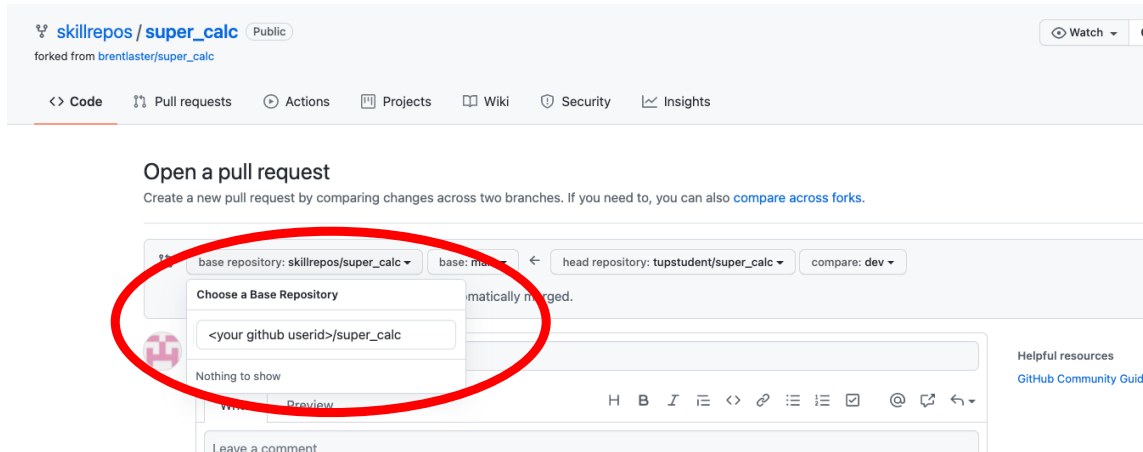 skillrepos / super_calc Public
Watch
forked from brentlaster/super_calc
<> Code Pull requests Actions Projects Wiki Security Insights
Open a pull request
Create a new pull request by comparing changes across two branches. If you need to, you can also compare across forks.
base repository: skillrepos/super_calc base: main ← head repository: tupstudent/super_calc compare: dev
Choose a Base Repository
merged.
<your github userid>/super_calc
Nothing to show
Helpful resources
GitHub Community Guid
Write Preview H B I <> @
Leave a comment